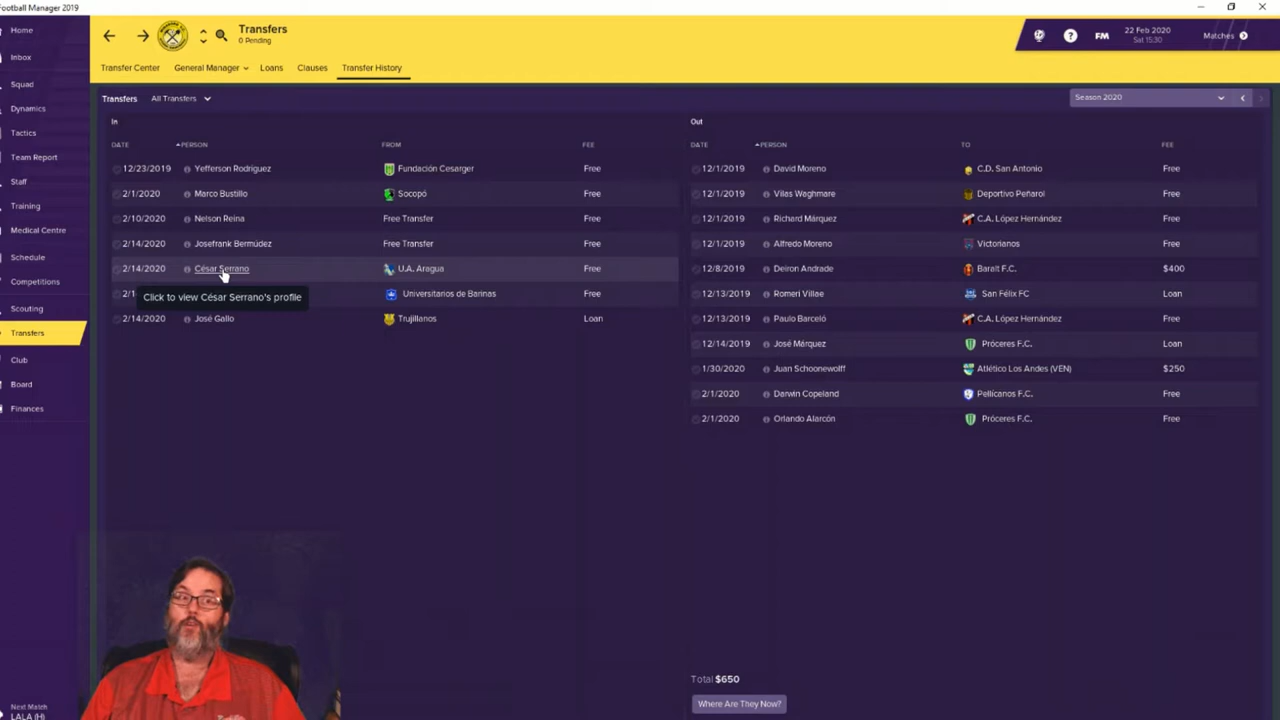 Football Manager 2019
Home
Inbox
Squad
Dynamics
Tactics
Team Report
Staff
Training
Medical Centre
Schedule
Competitions
Scouting
Transfers
Club
Board
Finances
Next Match
LALA (H)
Transfers
0 Pending
FM
22 Feb 2020
Sat 15:30
Matches
Transfer Center
General Manager
Loans
Clauses
Transfer History
Transfers
All Transfers
Season 2020
In
DATE PERSON FROM FEE
12/23/2019 Yefferson Rodríguez Fundación Cesarger Free
2/1/2020 Marco Bustillo Socopó Free
2/10/2020 Nelson Reina Free Transfer Free
2/14/2020 Josefrank Bermúdez Free Transfer Free
2/14/2020 César Serrano U.A. Aragua Free
2/1 Universitarios de Barinas Free
Click to view César Serrano's profile
2/14/2020 José Gallo Trujillanos Loan
Out
DATE PERSON TO FEE
12/1/2019 David Moreno C.D. San Antonio Free
12/1/2019 Vilas Waghmare Deportivo Peñarol Free
12/1/2019 Richard Márquez C.A. López Hernández Free
12/1/2019 Alfredo Moreno Victorianos Free
12/8/2019 Deiron Andrade Baralt F.C. $400
12/13/2019 Romeri Villae San Félix FC Loan
12/13/2019 Paulo Barceló C.A. López Hernández Free
12/14/2019 José Márquez Próceres F.C. Loan
1/30/2020 Juan Schoonewolff Atlético Los Andes (VEN) $250
2/1/2020 Darwin Copeland Pellícanos F.C. Free
2/1/2020 Orlando Alarcón Próceres F.C. Free
Total $650
Where Are They Now?